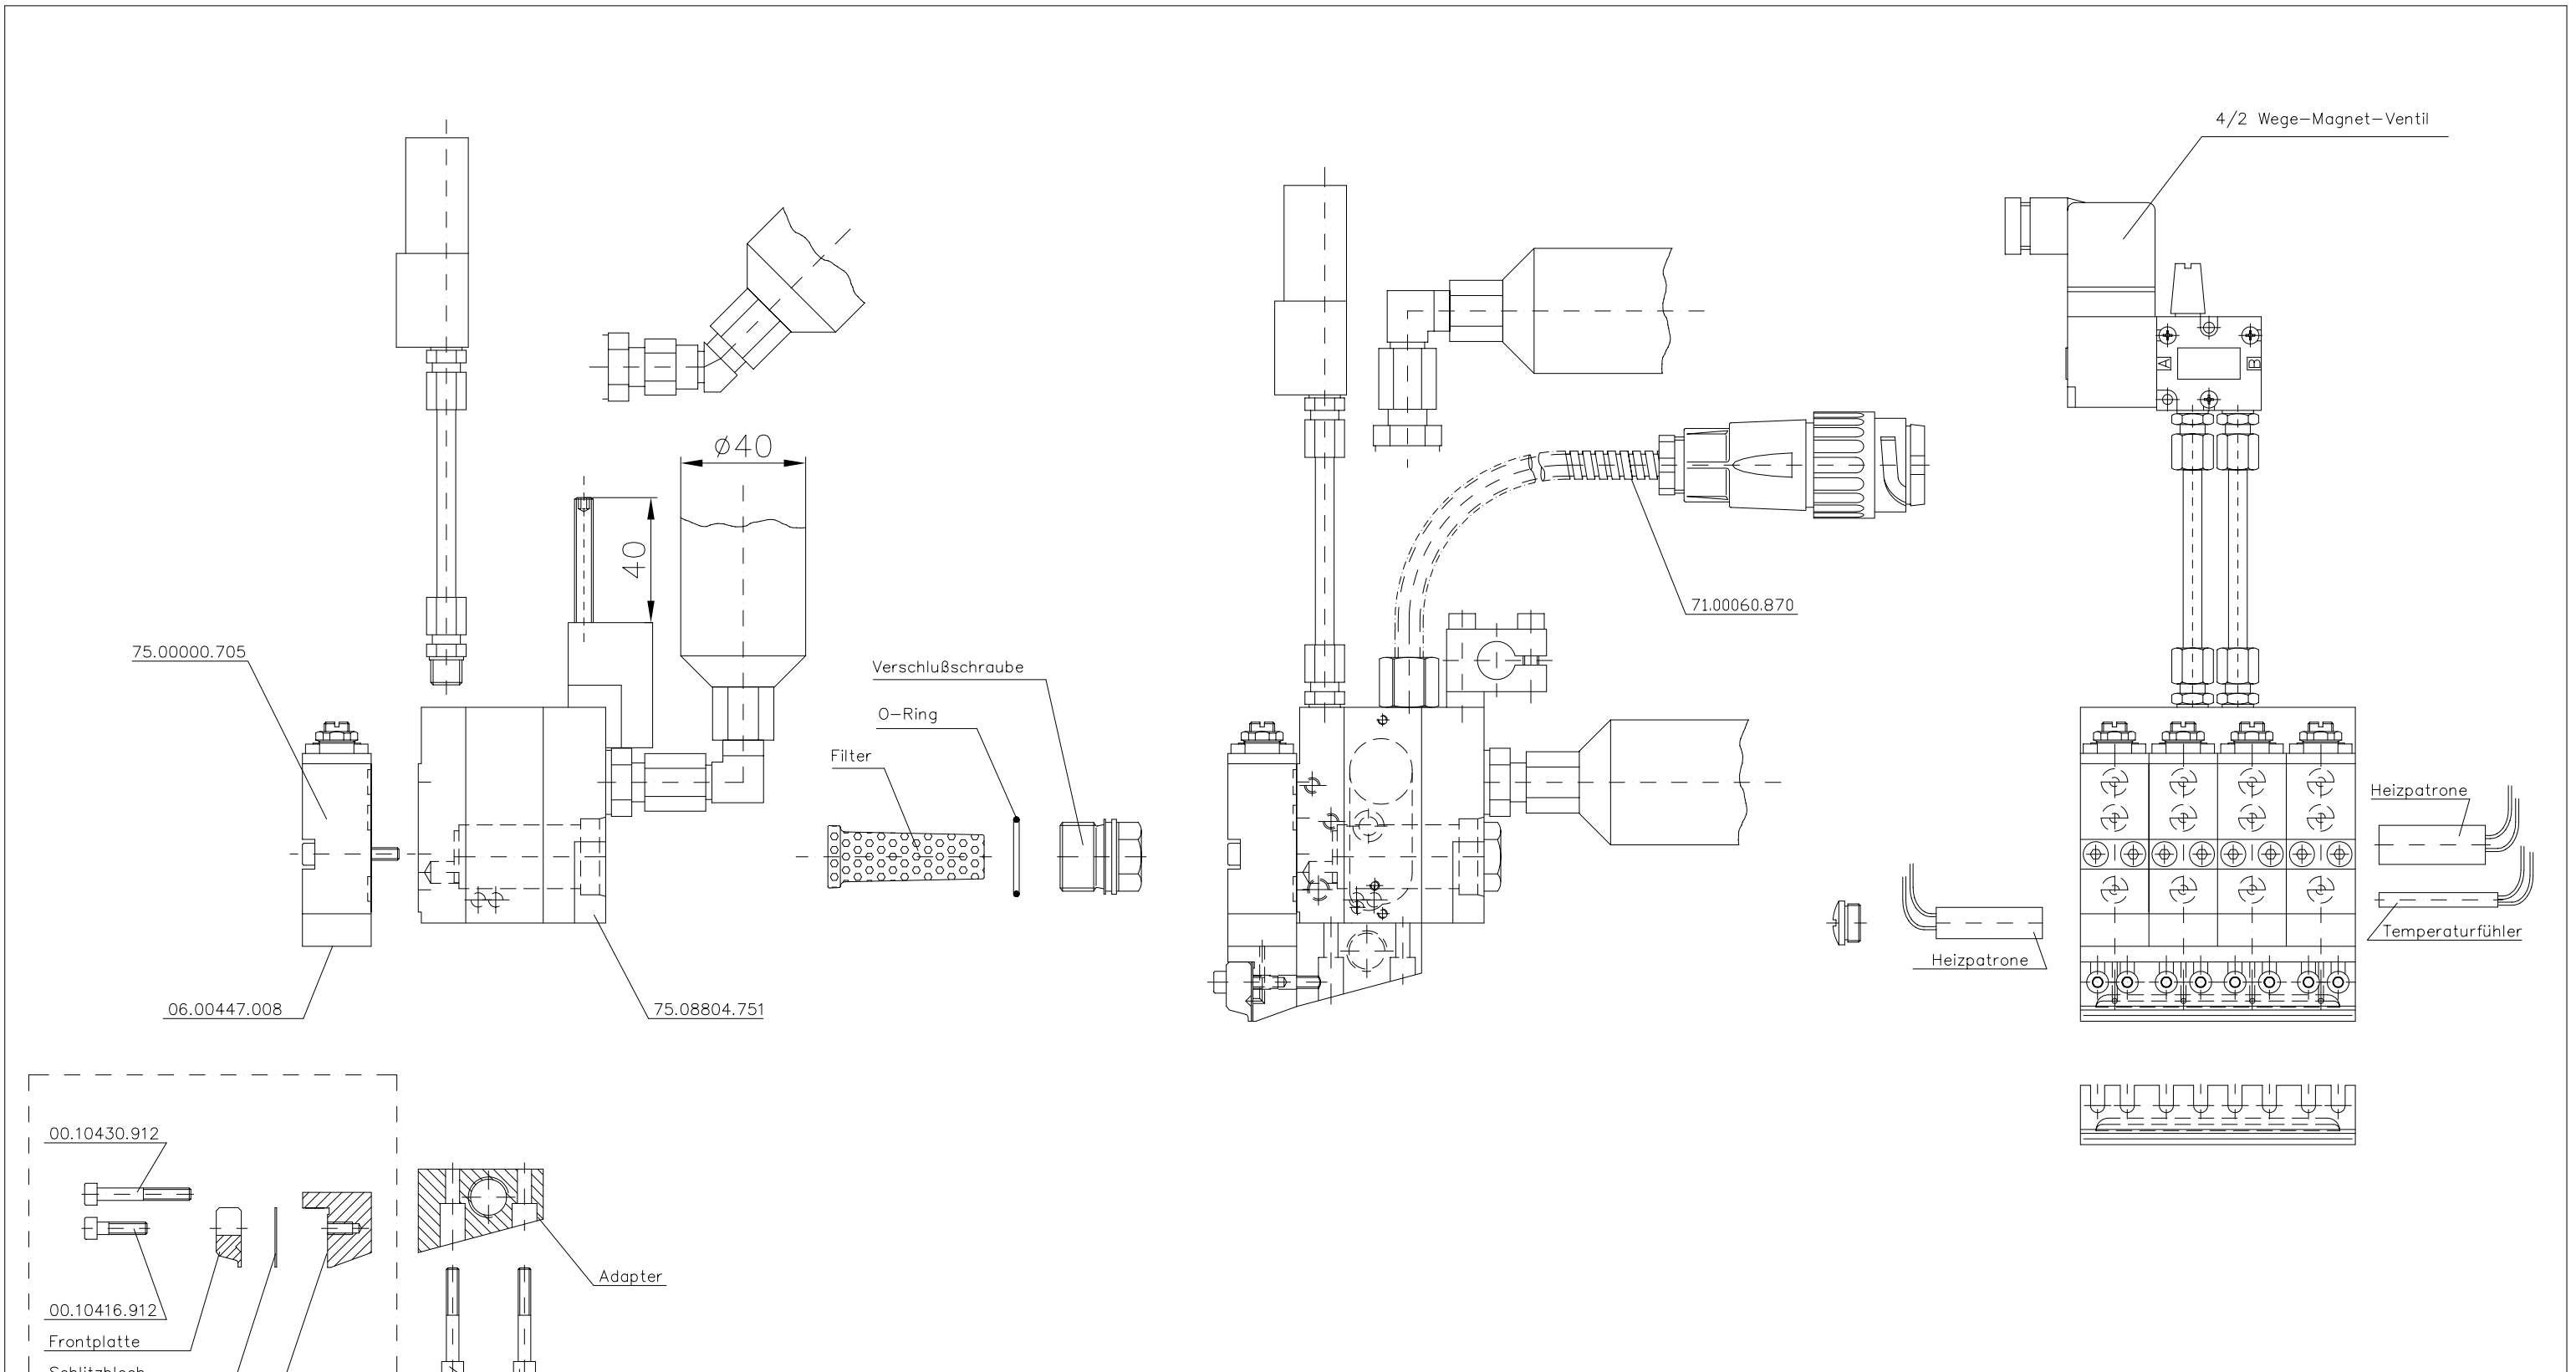 4/2 Wege-Magnet-Ventil
ø40
40
71.00060.870
75.00000.705
Verschlußschraube
O-Ring
Filter
A
B
Heizpatrone
Temperaturfühler
Heizpatrone
06.00447.008
75.08804.751
00.10430.912
Adapter
00.10416.912
Frontplatte
Schlitzblech